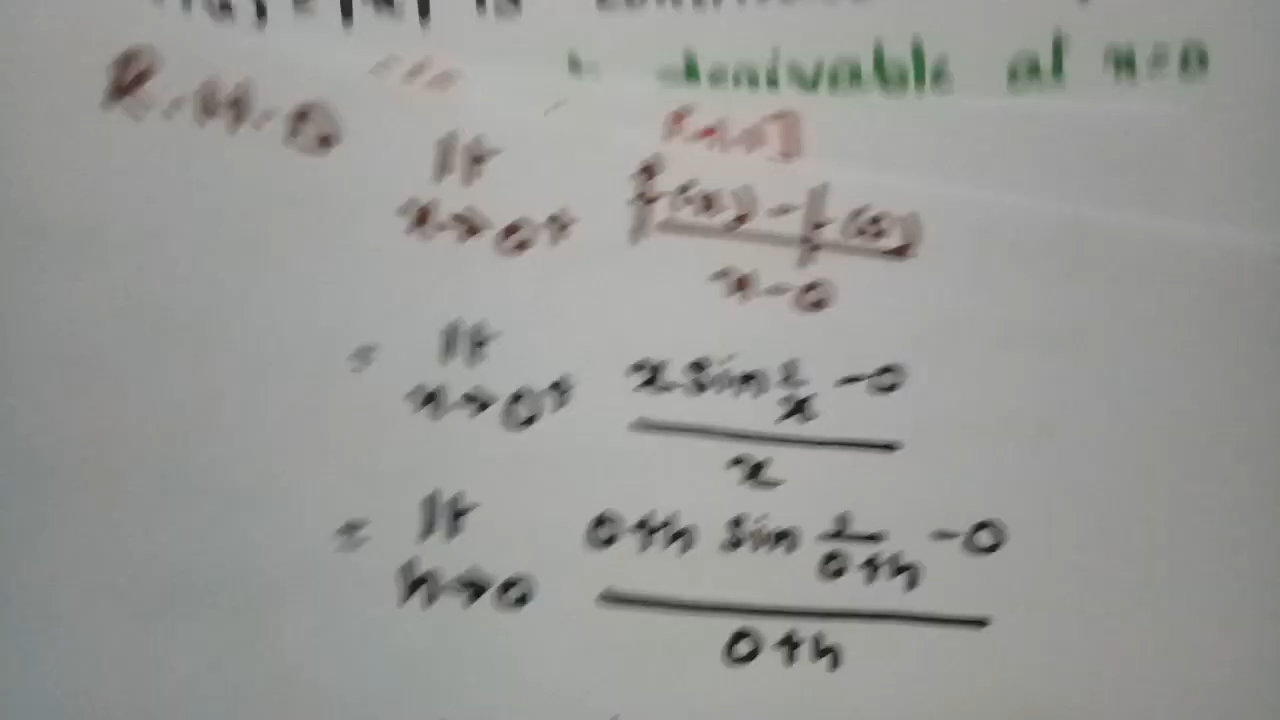 is
derivable at x=0
R.H.D
lt f(x)-f(0)
x→0+ x-0
= lt x sin 1/x -0
x→0+ x
= lt 0+h sin 1/0+h -0
h→0 0+h